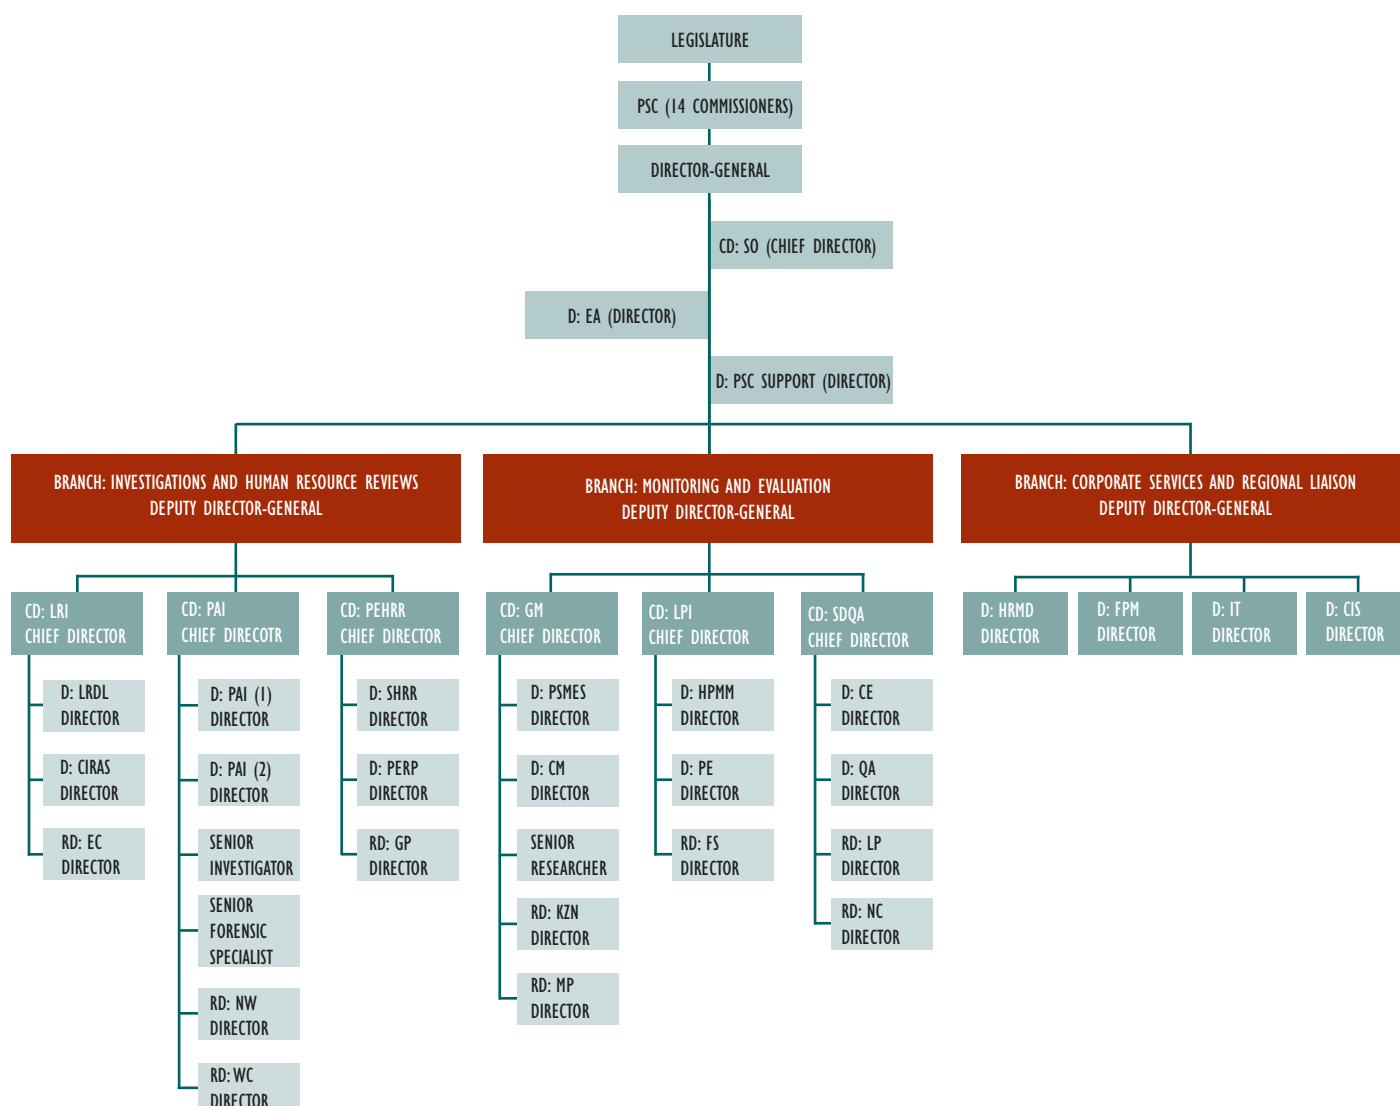 LEGISLATURE
PSC (14 COMMISSIONERS)
DIRECTOR-GENERAL
CD: SO (CHIEF DIRECTOR)
D: EA (DIRECTOR)
D: PSC SUPPORT (DIRECTOR)
BRANCH: INVESTIGATIONS AND HUMAN RESOURCE REVIEWS
DEPUTY DIRECTOR-GENERAL
BRANCH: MONITORING AND EVALUATION
DEPUTY DIRECTOR-GENERAL
BRANCH: CORPORATE SERVICES AND REGIONAL LIAISON
DEPUTY DIRECTOR-GENERAL
CD: LRI
CHIEF DIRECTOR
D: LRDL
DIRECTOR
D: CIRAS
DIRECTOR
RD: EC
DIRECTOR
CD: PAI
CHIEF DIRECOTR
D: PAI (1)
DIRECTOR
D: PAI (2)
DIRECTOR
SENIOR
INVESTIGATOR
SENIOR
FORENSIC
SPECIALIST
RD: NW
DIRECTOR
RD: WC
DIRECTOR
CD: PEHRR
CHIEF DIRECTOR
D: SHRR
DIRECTOR
D: PERP
DIRECTOR
RD: GP
DIRECTOR
CD: GM
CHIEF DIRECTOR
D: PSMES
DIRECTOR
D: CM
DIRECTOR
SENIOR
RESEARCHER
RD: KZN
DIRECTOR
RD: MP
DIRECTOR
CD: LPI
CHIEF DIRECTOR
D: HPMM
DIRECTOR
D: PE
DIRECTOR
RD: FS
DIRECTOR
CD: SDQA
CHIEF DIRECTOR
D: CE
DIRECTOR
D: QA
DIRECTOR
RD: LP
DIRECTOR
RD: NC
DIRECTOR
D: HRMD
DIRECTOR
D: FPM
DIRECTOR
D: IT
DIRECTOR
D: CIS
DIRECTOR